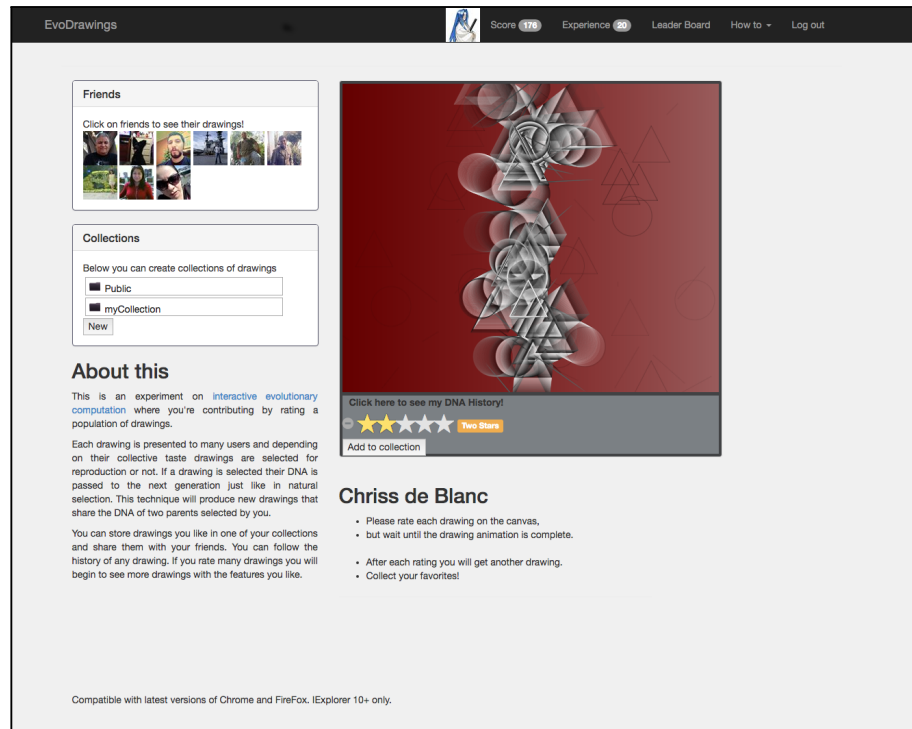 EvoDrawings
Score 176 Experience 20 Leader Board How to Log out
Friends
Click on friends to see their drawings!
Collections
Below you can create collections of drawings
Public
myCollection
New
About this
This is an experiment on interactive evolutionary
computation where you're contributing by rating a
population of drawings.
Each drawing is presented to many users and depending
on their collective taste drawings are selected for
reproduction or not. If a drawing is selected their DNA is
passed to the next generation just like in natural
selection. This technique will produce new drawings that
share the DNA of two parents selected by you.
You can store drawings you like in one of your collections
and share them with your friends. You can follow the
history of any drawing. If you rate many drawings you will
begin to see more drawings with the features you like.
Click here to see my DNA History!
Two Stars
Add to collection
Chriss de Blanc
Please rate each drawing on the canvas,
but wait until the drawing animation is complete.
After each rating you will get another drawing.
Collect your favorites!
Compatible with latest versions of Chrome and FireFox. IExplorer 10+ only.